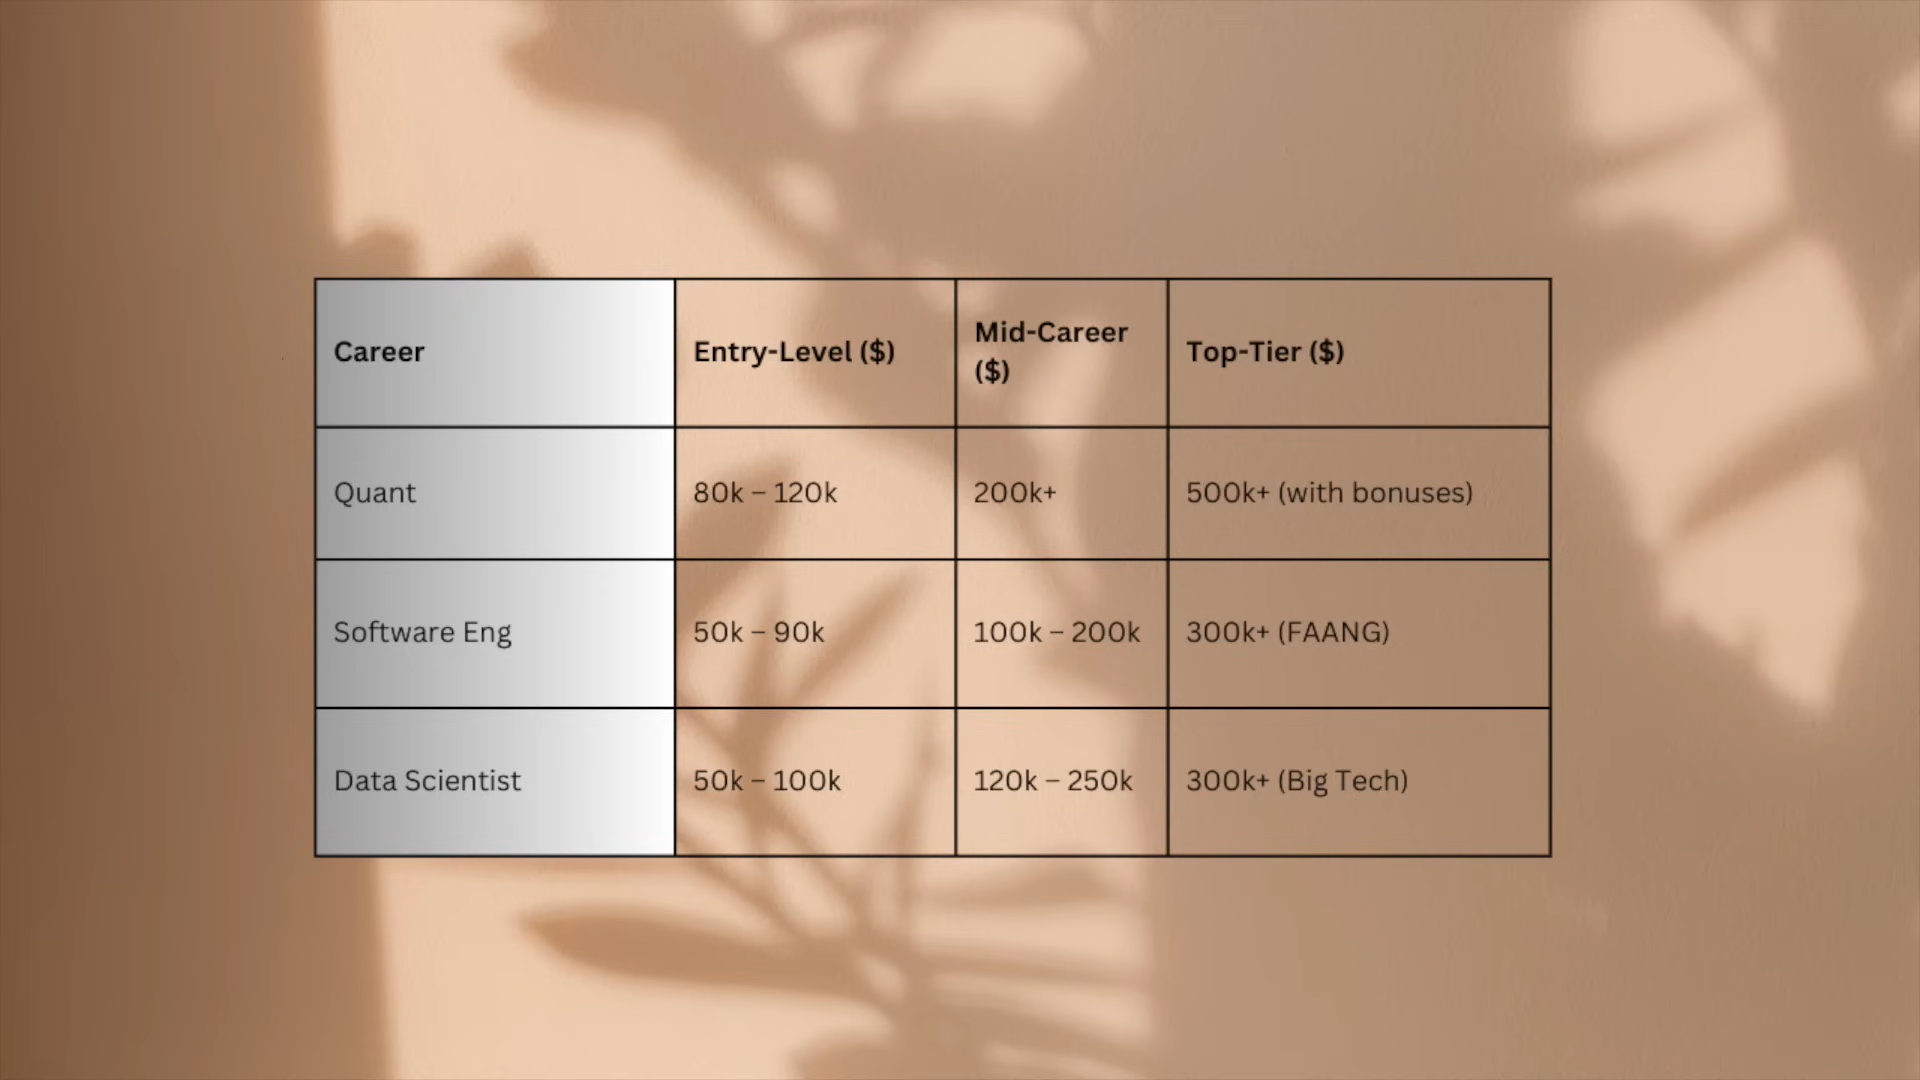 Career
Entry-Level ($)
Mid-Career
($)
Top-Tier ($)
Quant
80k – 120k
200k+
500k+ (with bonuses)
Software Eng
50k – 90k
100k – 200k
300k+ (FAANG)
Data Scientist
50k – 100k
120k – 250k
300k+ (Big Tech)